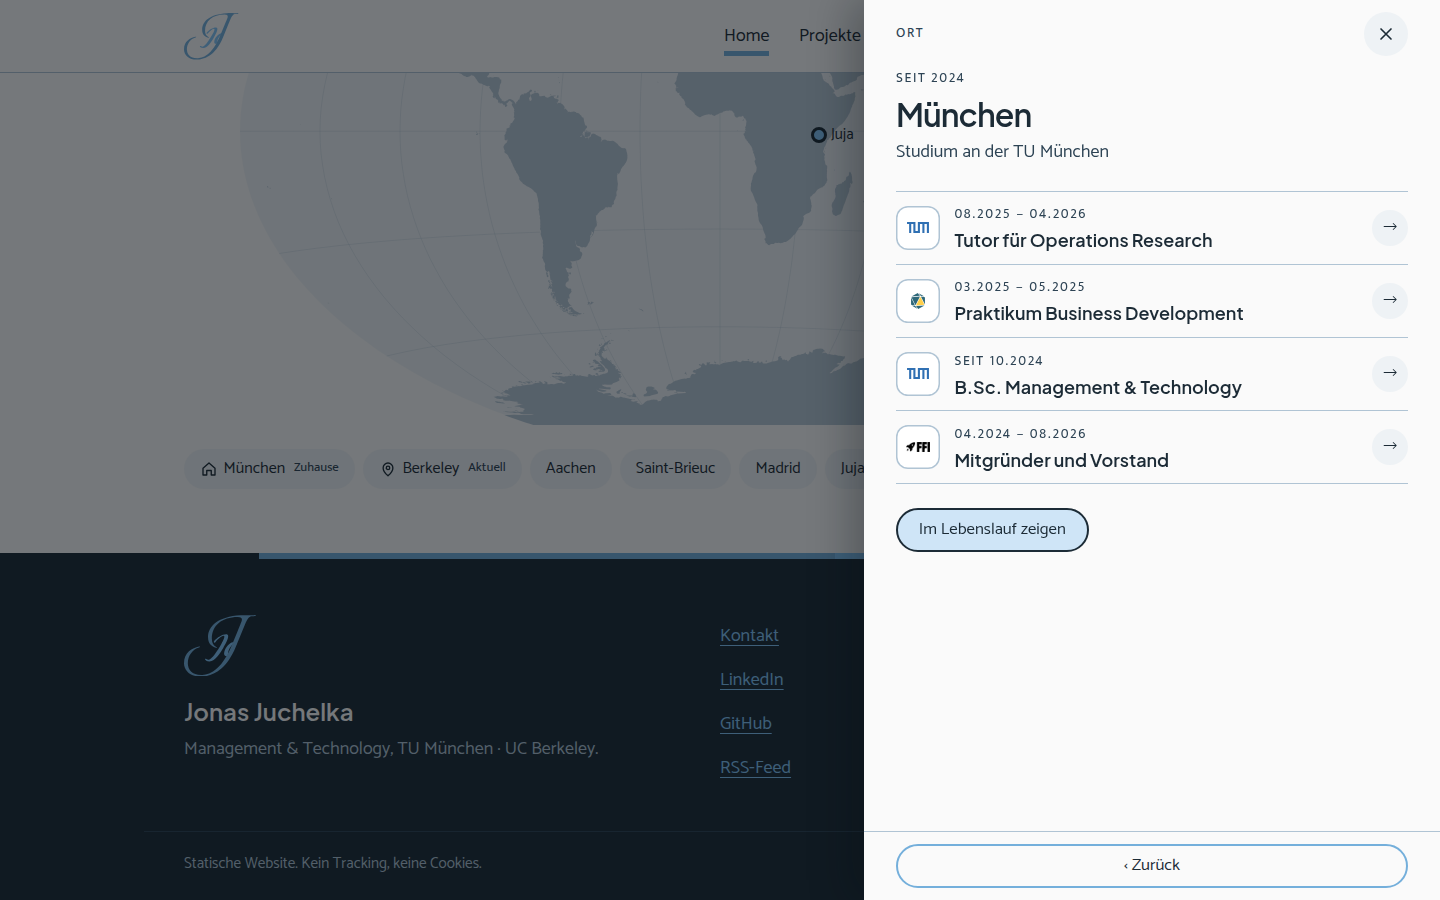 Home
Projekte
Juja
München Zuhause
Berkeley Aktuell
Aachen
Saint-Brieuc
Madrid
Juja
Jonas Juchelka
Management & Technology, TU München · UC Berkeley.
Kontakt
LinkedIn
GitHub
RSS-Feed
Statische Website. Kein Tracking, keine Cookies.
ORT
SEIT 2024
München
Studium an der TU München
TUM
08.2025 – 04.2026
Tutor für Operations Research
→
03.2025 – 05.2025
Praktikum Business Development
→
TUM
SEIT 10.2024
B.Sc. Management & Technology
→
FFI
04.2024 – 08.2026
Mitgründer und Vorstand
→
Im Lebenslauf zeigen
‹ Zurück